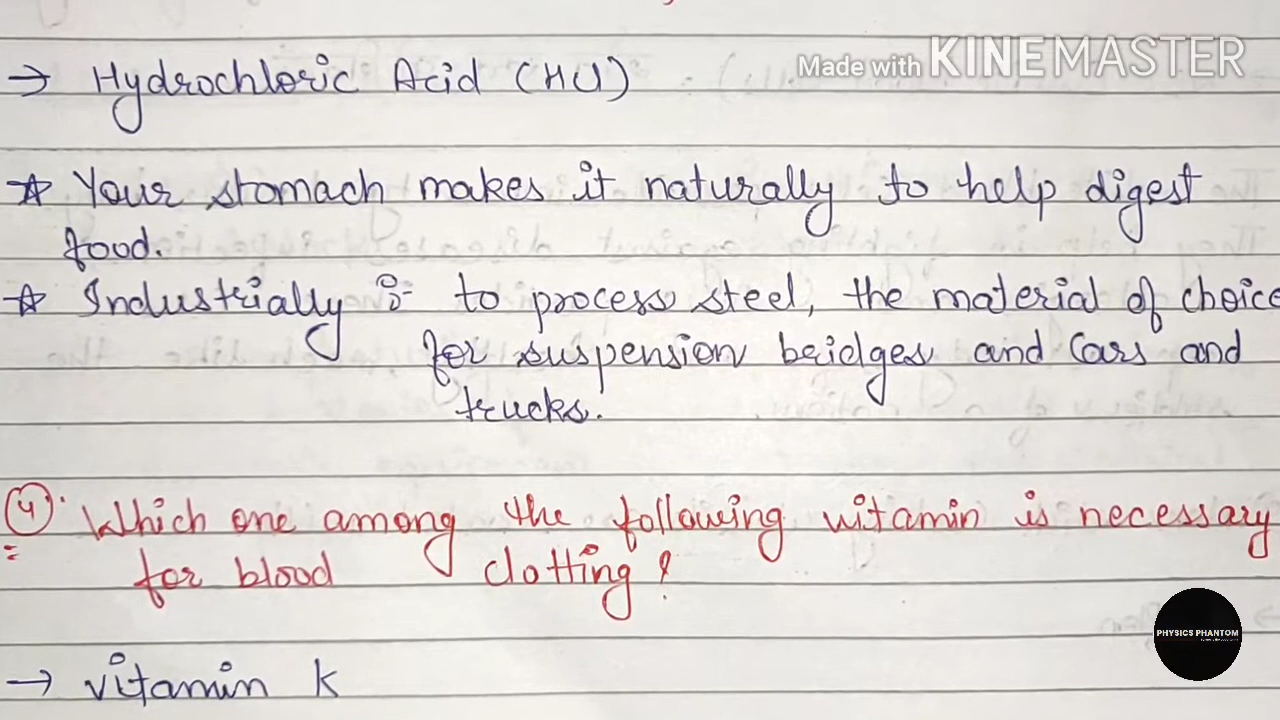 Made with KINEMASTER
→ Hydrochloric Acid (HCl)
☆ Your stomach makes it naturally to help digest
food.
☆ Industrially :- to process steel, the material of choice
for suspension bridges and Cars and
trucks.
④. Which one among the following vitamin is necessary
for blood clotting?
PHYSICS PHANTOM
→ vitamin K